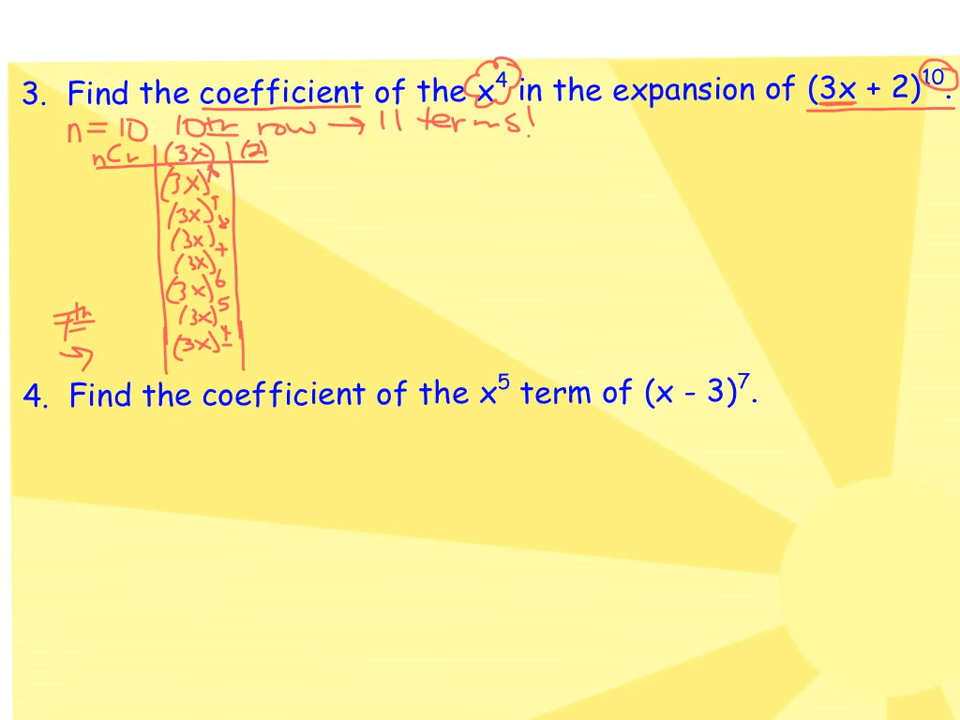 3. Find the coefficient of the x⁴ in the expansion of (3x + 2)¹⁰.
n = 10 10th row → 11 terms!
nCr (3x) (2)
(3x)
(3x)⁹
(3x)⁸
(3x)⁷
(3x)⁶
(3x)⁵
7th (3x)⁴
→
4. Find the coefficient of the x⁵ term of (x - 3)⁷.